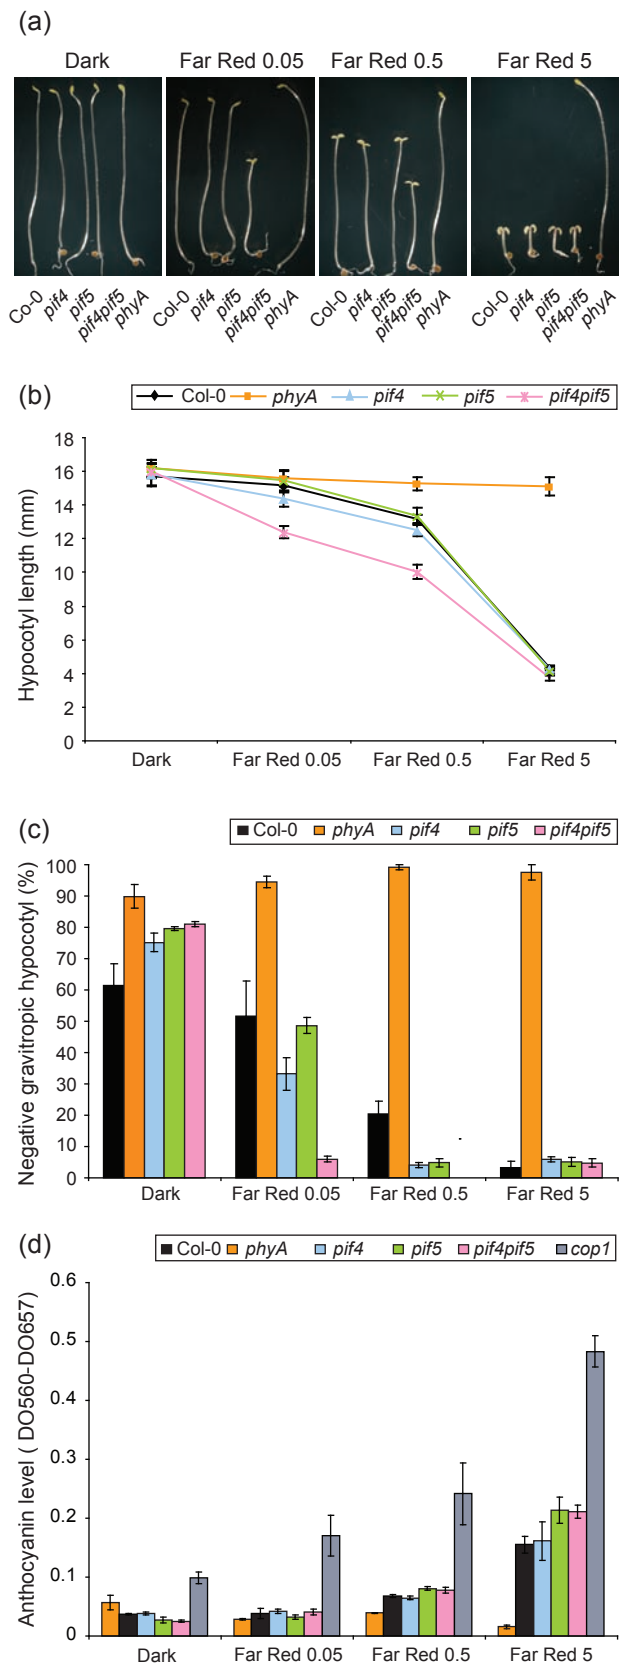 (a)
Dark Far Red 0.05 Far Red 0.5 Far Red 5
Co-0 pif4 pif5 pif4pif5 phyA Col-0 pif4 pif5 pif4pif5 phyA Col-0 pif4 pif5 pif4pif5 phyA Col-0 pif4 pif5 pif4pif5 phyA
(b)
Col-0 phyA pif4 pif5 pif4pif5
Hypocotyl length (mm)
18
16
14
12
10
8
6
4
2
0
Dark Far Red 0.05 Far Red 0.5 Far Red 5
(c)
Col-0 phyA pif4 pif5 pif4pif5
Negative gravitropic hypocotyl (%)
100
90
80
70
60
50
40
30
20
10
0
Dark Far Red 0.05 Far Red 0.5 Far Red 5
(d)
Col-0 phyA pif4 pif5 pif4pif5 cop1
Anthocyanin level ( DO560-DO657)
0.6
0.5
0.4
0.3
0.2
0.1
0
Dark Far Red 0.05 Far Red 0.5 Far Red 5